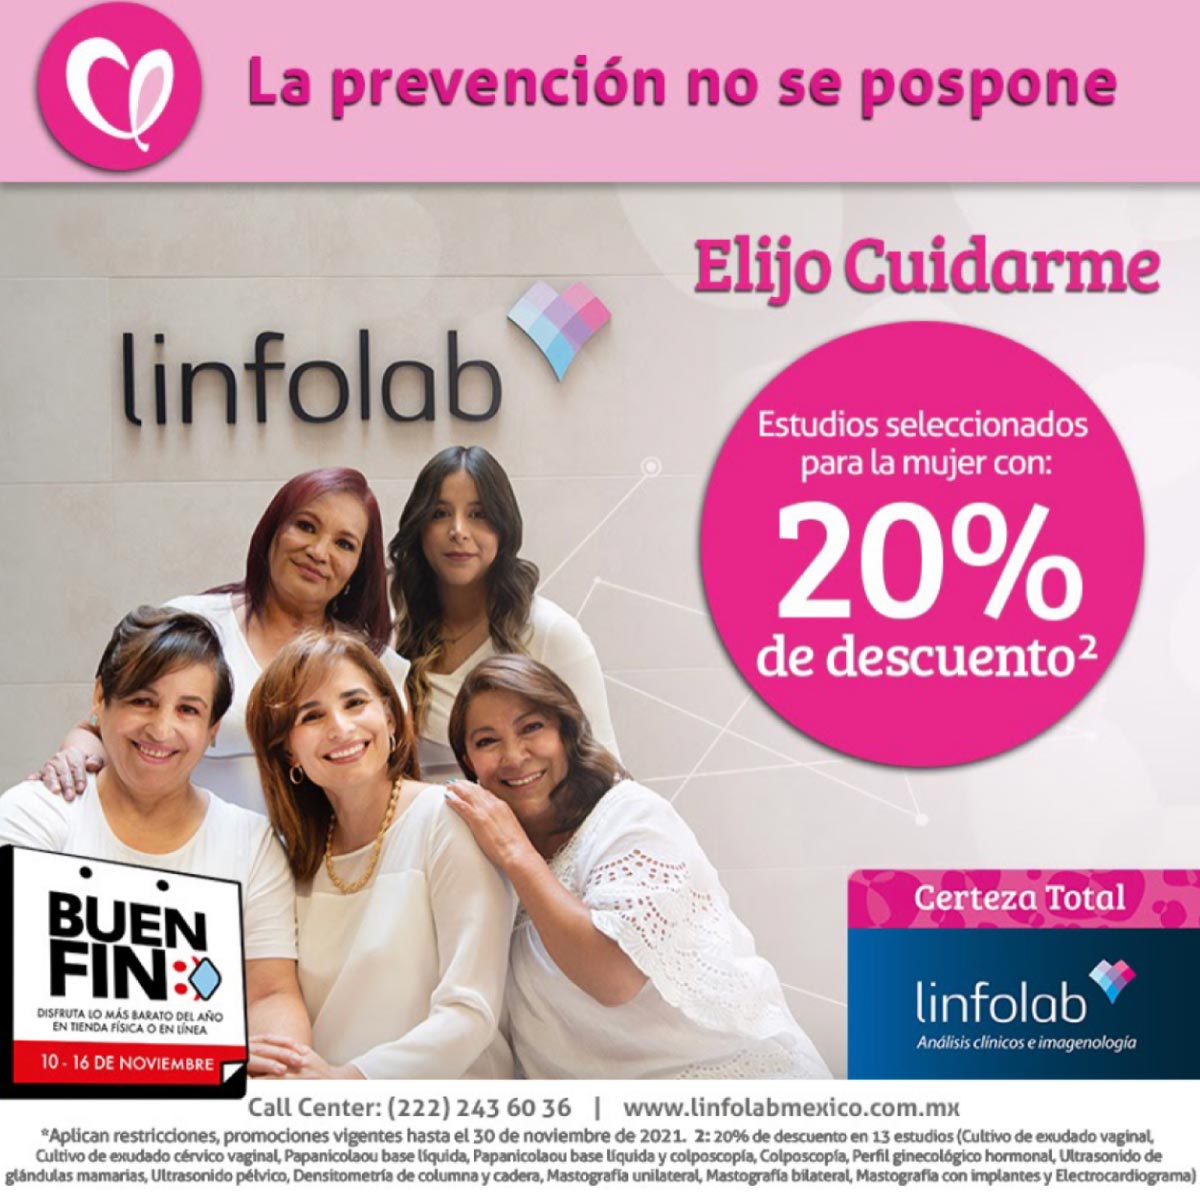 La prevención no se pospone
linfolab
Elijo Cuidarme
Estudios seleccionados
para la mujer con:
20%
de descuento²
BUEN
FIN
DISFRUTA LO MÁS BARATO DEL AÑO
EN TIENDA FÍSICA O EN LÍNEA
10 - 16 DE NOVIEMBRE
Certeza Total
linfolab
Análisis clínicos e imagenología
Call Center: (222) 243 60 36 | www.linfolabmexico.com.mx
*Aplican restricciones, promociones vigentes hasta el 30 de noviembre de 2021. 2: 20% de descuento en 13 estudios (Cultivo de exudado vaginal,
Cultivo de exudado cérvico vaginal, Papanicolaou base líquida, Papanicolaou base líquida y colposcopía, Colposcopía, Perfil ginecológico hormonal, Ultrasonido de
glándulas mamarias, Ultrasonido pélvico, Densitometría de columna y cadera, Mastografía unilateral, Mastografía bilateral, Mastografía con implantes y Electrocardiograma)